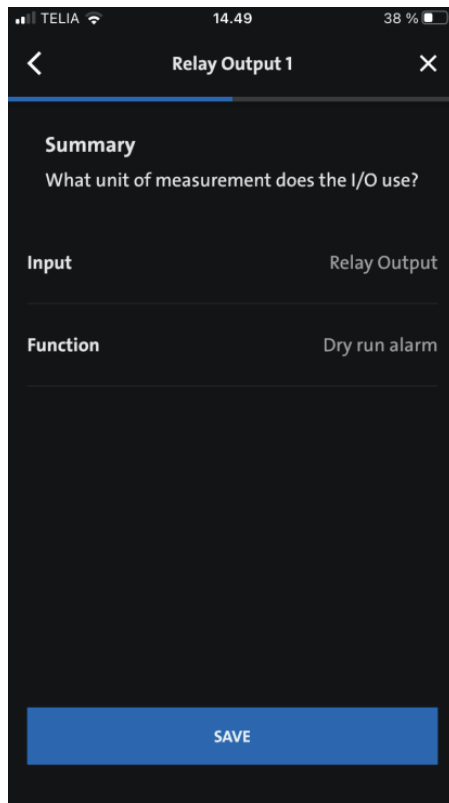 TELIA 14.49 38 %
Relay Output 1
Summary
What unit of measurement does the I/O use?
Input Relay Output
Function Dry run alarm
SAVE